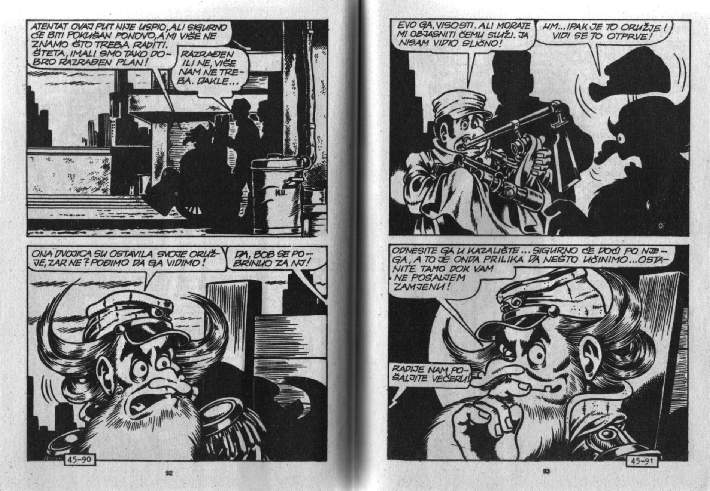 ATENTAT OVAJ PUT NIJE USPIO, ALI SIGURNO
ĆE BITI POKUŠAN PONOVO, A MI VIŠE NE
ZNAMO ŠTO TREBA RADITI.
ŠTETA, IMALI SMO TAKO DO-
BRO RAZRAĐEN PLAN!
RAZRAĐEN
ILI NE, VIŠE
NAM NE TRE-
BA. DAKLE...
ONA DVOJICA SU OSTAVILA SVOJE ORUŽ-
JE, ZAR NE? POĐIMO DA GA VIDIMO!
DA, BOB SE PO-
BRINUO ZA NJ!
45-90
92
EVO GA, VISOSTI. ALI MORATE
MI OBJASNITI ČEMU SLUŽI. JA
NISAM VIDIO SLIČNO!
HM... IPAK JE TO ORUŽJE!
VIDI SE TO OTPRVE!
ODNESITE GA U KAZALIŠTE... SIGURNO ĆE DOĆI PO NJE-
GA, A TO JE ONDA PRILIKA DA NEŠTO UČINIMO... OSTA-
NITE TAMO DOK VAM
NE POŠALJEM
ZAMJENU!
RADIJE NAM PO-
ŠALJITE VEČERU!
45-91
93